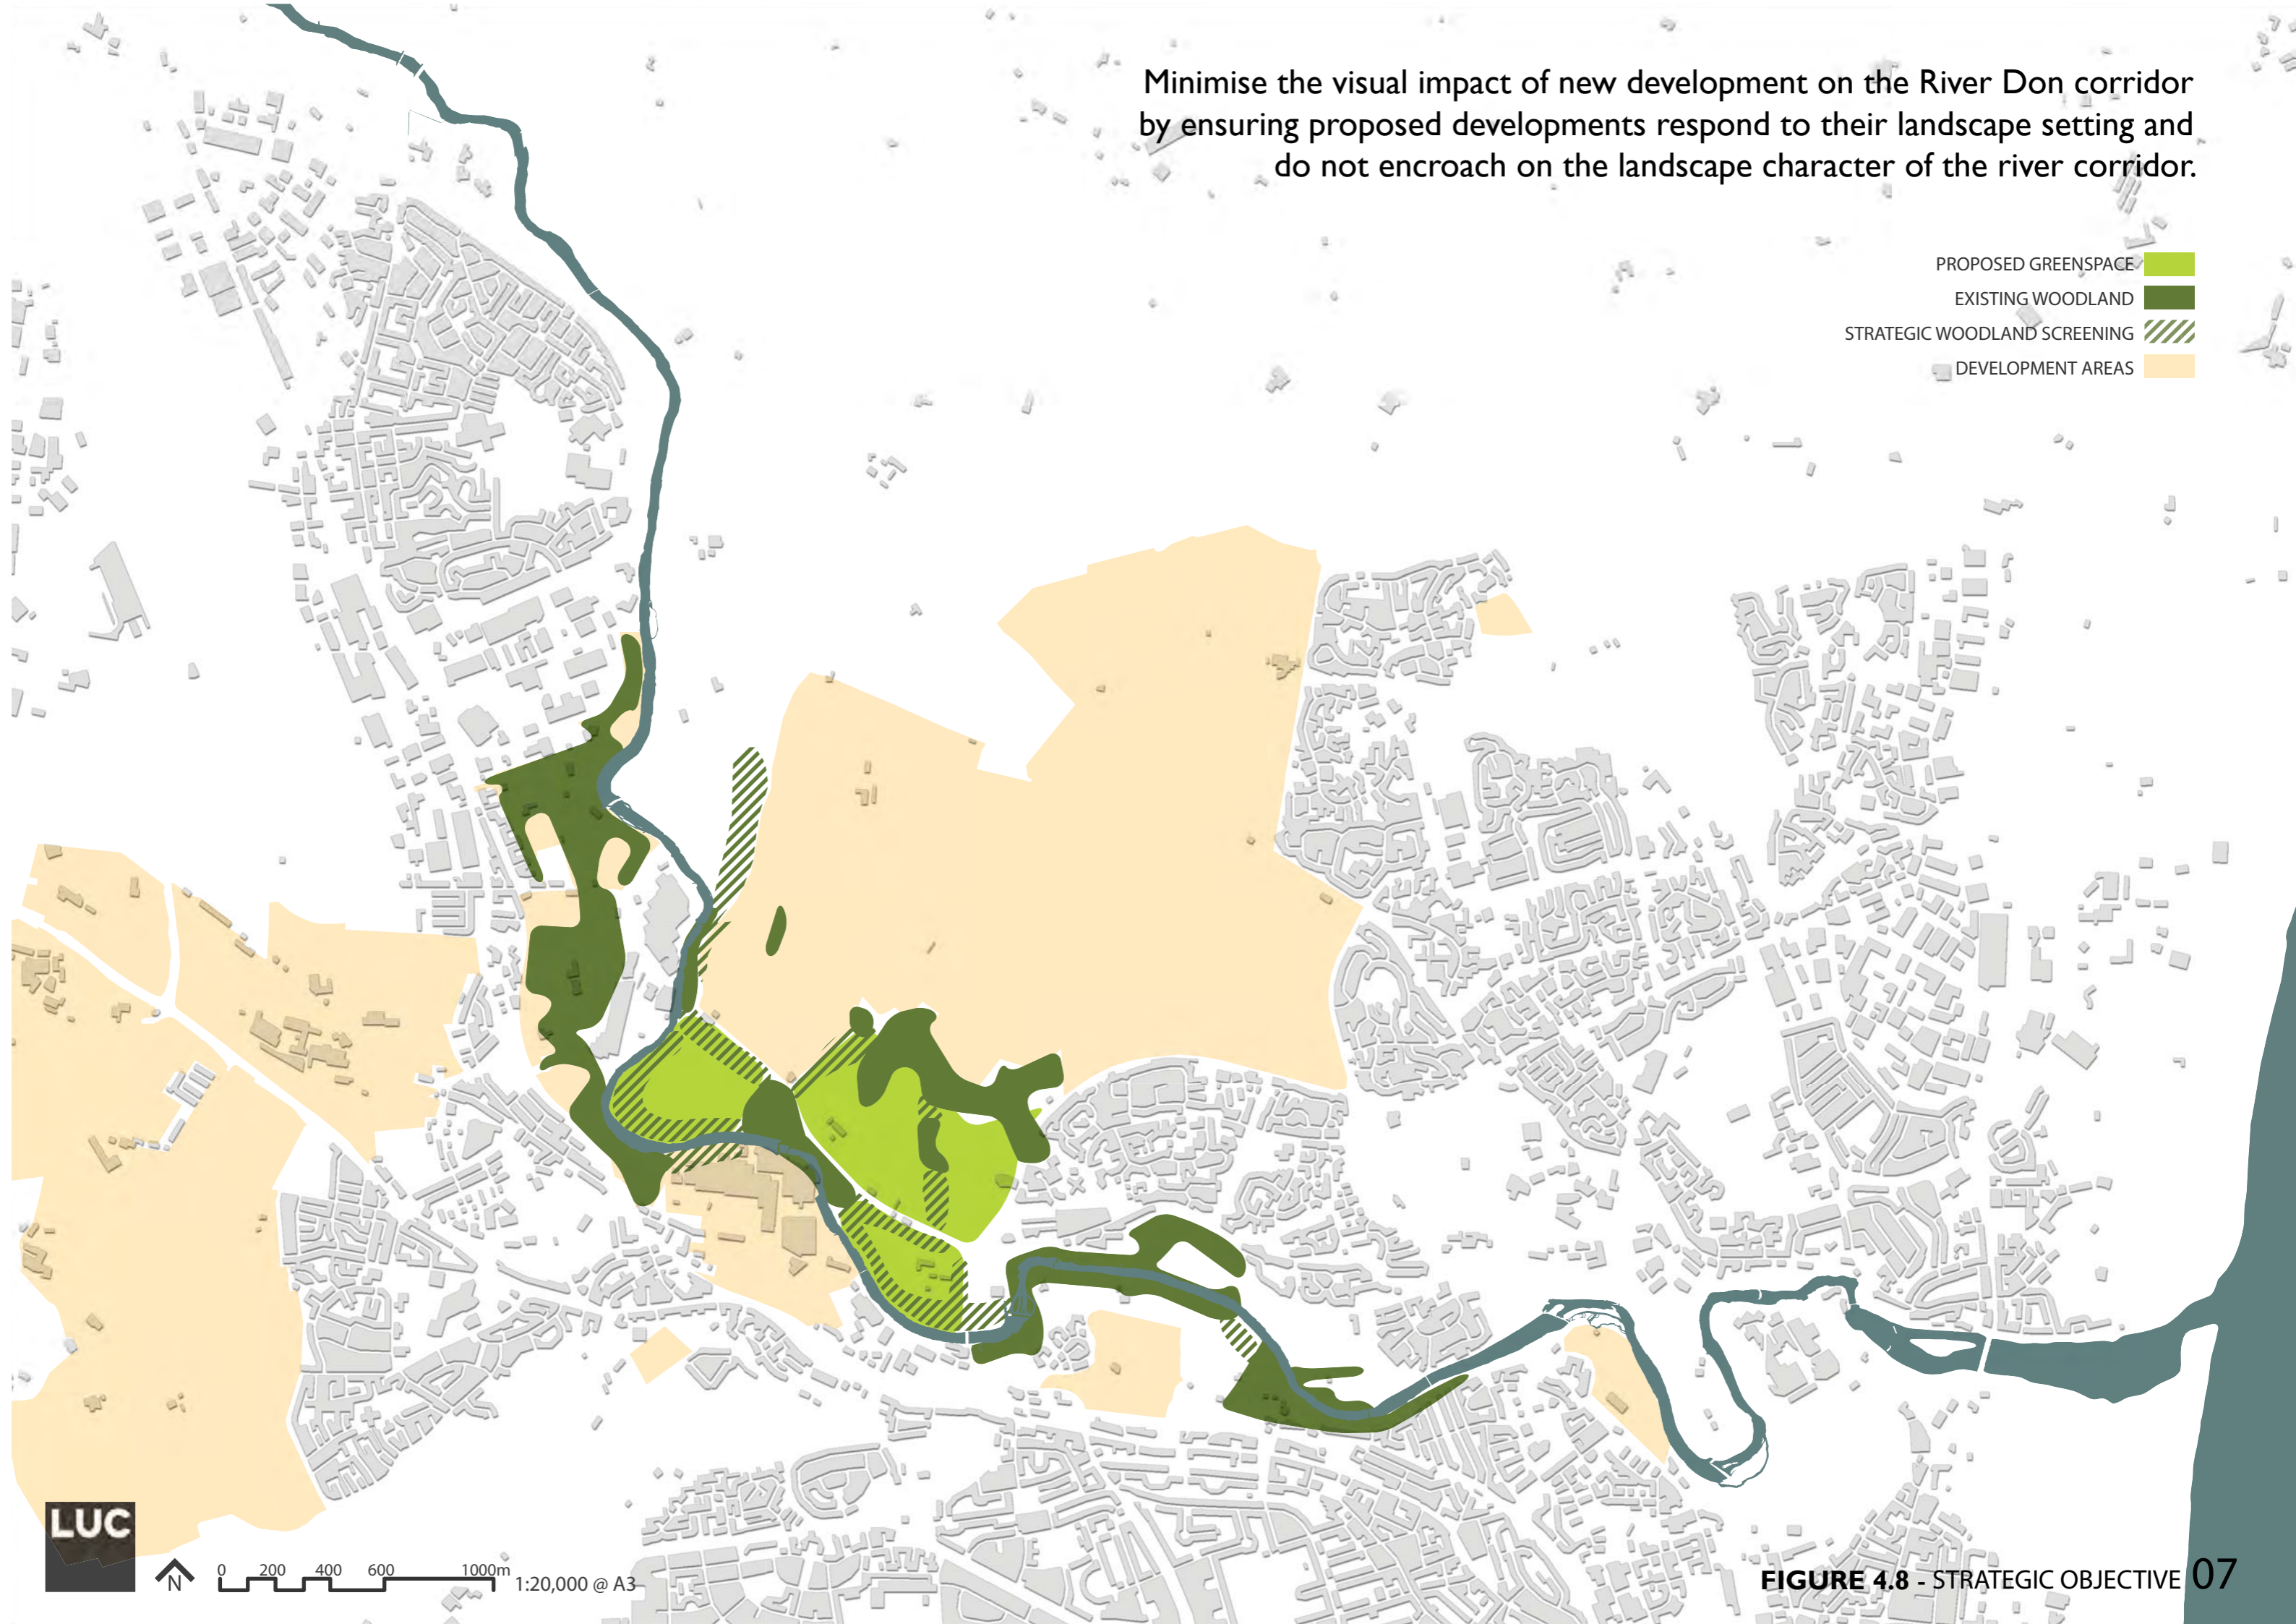 Minimise the visual impact of new development on the River Don corridor
by ensuring proposed developments respond to their landscape setting and
do not encroach on the landscape character of the river corridor.
PROPOSED GREENSPACE
EXISTING WOODLAND
STRATEGIC WOODLAND SCREENING
DEVELOPMENT AREAS
LUC
N
0 200 400 600 1000m
1:20,000 @ A3
FIGURE 4.8 - STRATEGIC OBJECTIVE 07